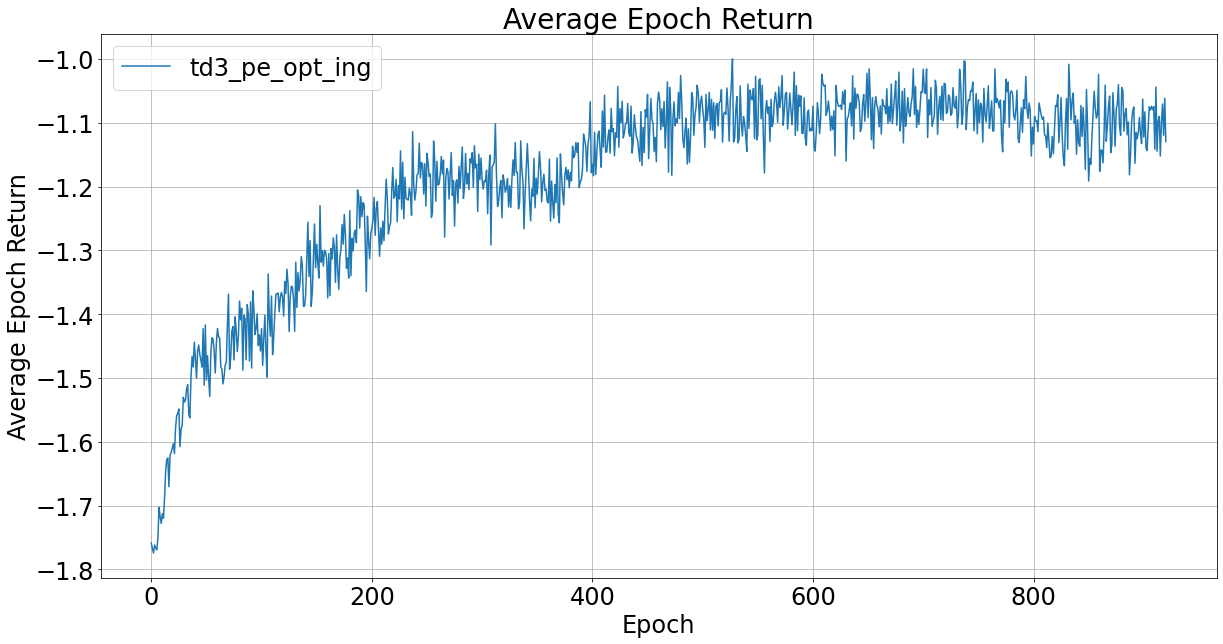 Average Epoch Return
td3_pe_opt_ing
Average Epoch Return
−1.0
−1.1
−1.2
−1.3
−1.4
−1.5
−1.6
−1.7
−1.8
0 200 400 600 800
Epoch